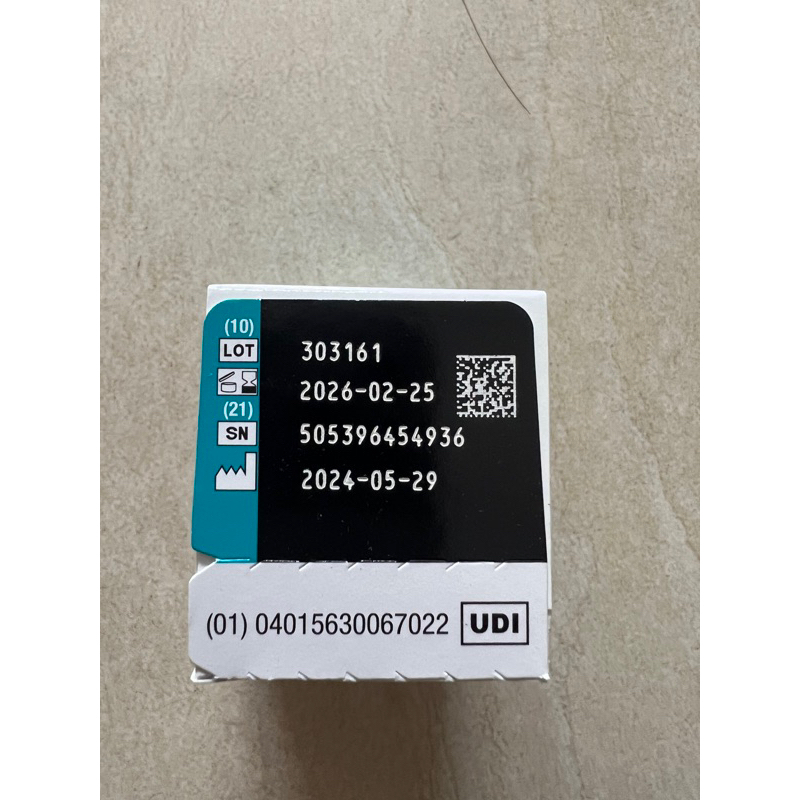 (10)
LOT 303161
2026-02-25
(21)
SN 505396454936
2024-05-29
(01) 04015630067022 UDI